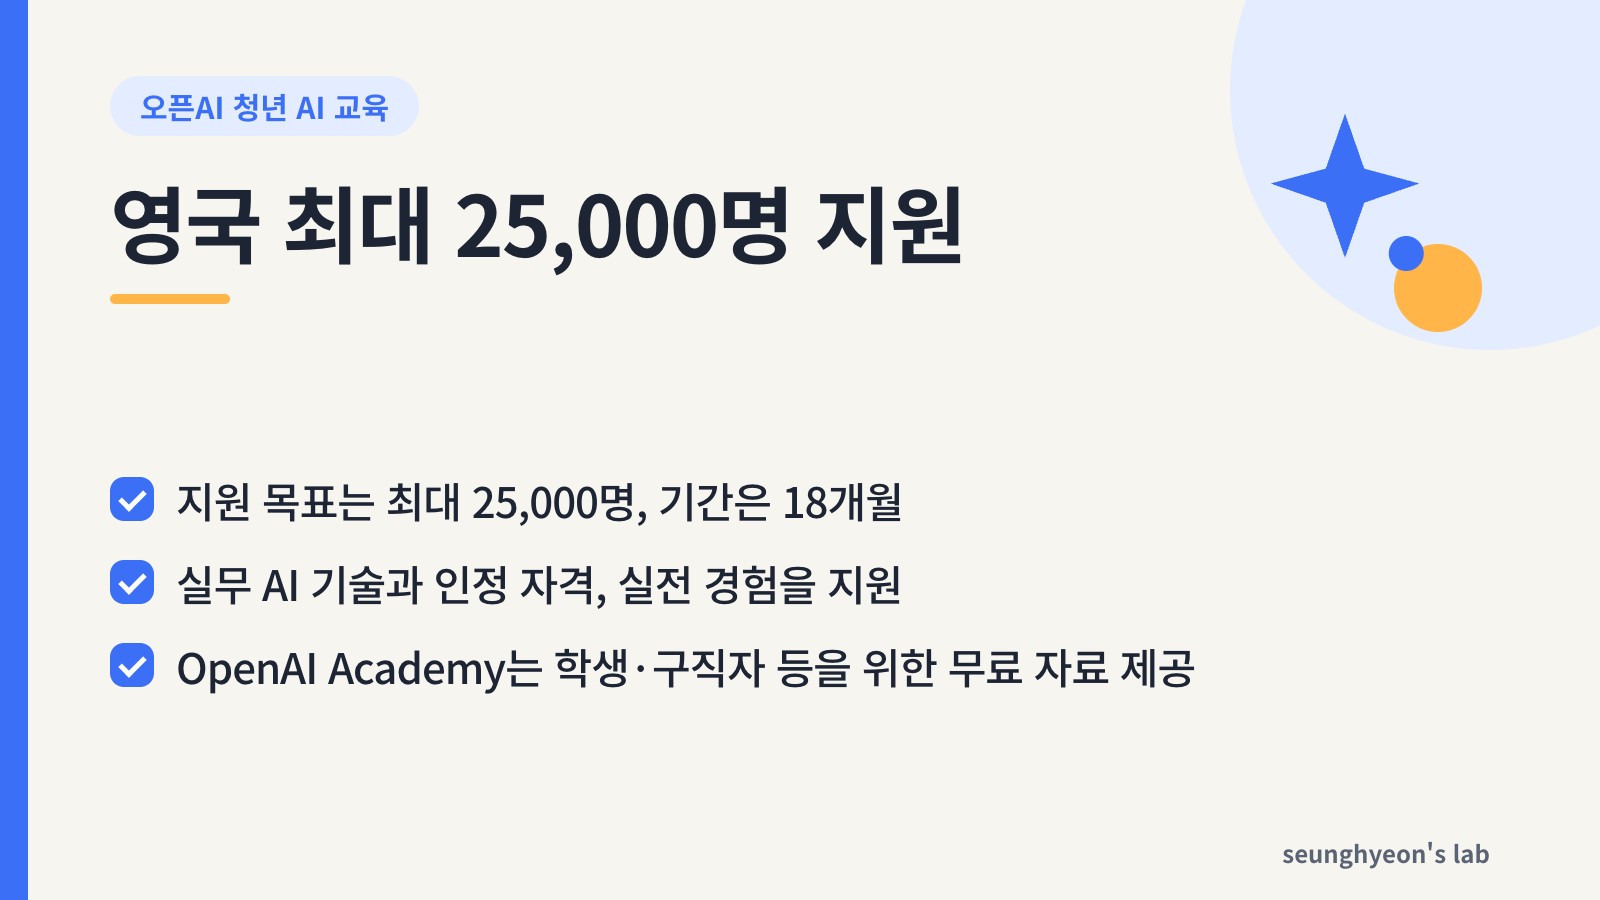 오픈AI 청년 AI 교육
영국 최대 25,000명 지원
지원 목표는 최대 25,000명, 기간은 18개월
실무 AI 기술과 인정 자격, 실전 경험을 지원
OpenAI Academy는 학생·구직자 등을 위한 무료 자료 제공
seunghyeon's lab